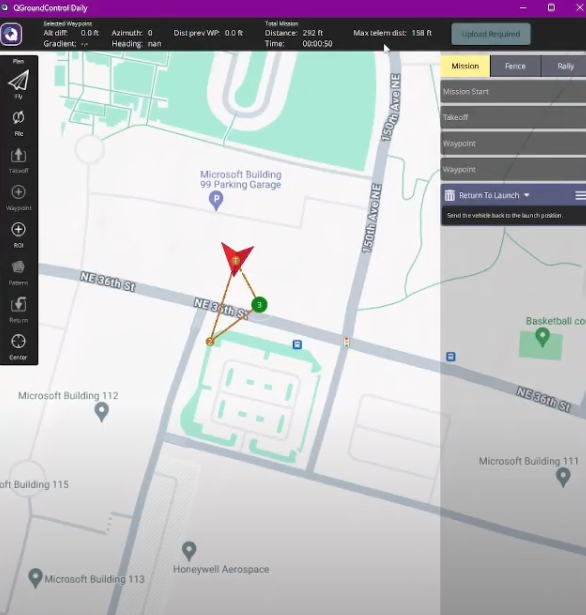 QGroundControl Daily
Selected Waypoint
Alt diff: 0.0 ft
Azimuth: 0
Dist prev WP: 0.0 ft
Gradient: -.-
Heading: nan
Total Mission
Distance: 292 ft
Max telem dist: 158 ft
Time: 00:00:50
Upload Required
Plan
Fly
File
Takeoff
Waypoint
ROI
Pattern
Return
Center
Mission
Fence
Rally
Mission Start
Takeoff
Waypoint
Waypoint
Return To Launch
Send the vehicle back to the launch position.
150th Ave NE
150th Ave NE
Microsoft Building
99 Parking Garage
P
NE 36th St
NE 36th St
3
2
NE 36th St
Basketball co
Microsoft Building 112
Microsoft Building 111
oft Building 115
Honeywell Aerospace
Microsoft Building 113